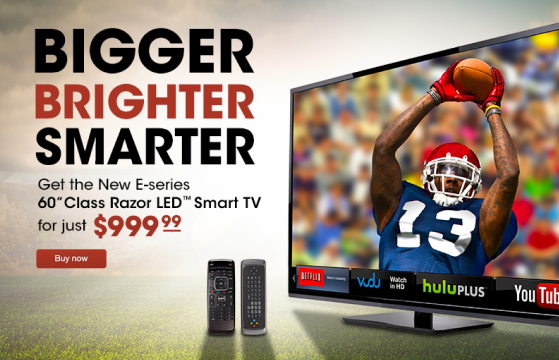 BIGGER
BRIGHTER
SMARTER
Get the New E-series
60" Class Razor LED™ Smart TV
for just $999 99
Buy now
13
NETFLIX
vudu Watch in HD
huluPLUS
YouTub